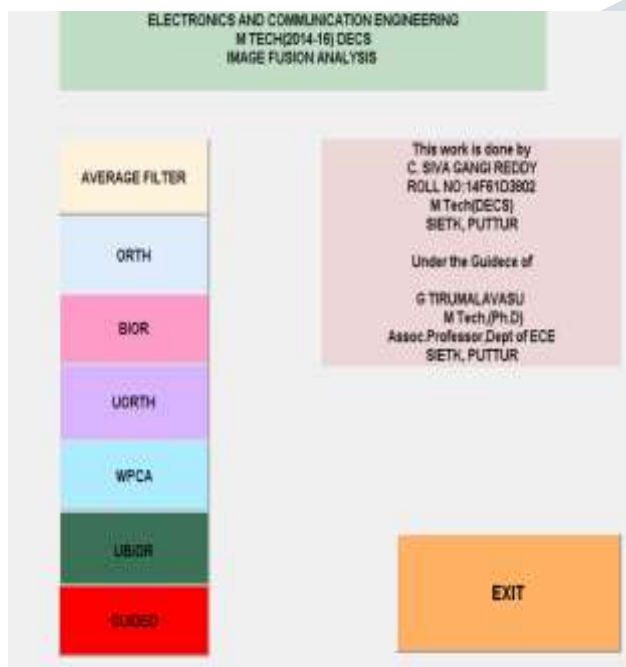 ELECTRONICS AND COMMUNICATION ENGINEERING
M TECH(2014-16) DECS
IMAGE FUSION ANALYSIS
AVERAGE FILTER
ORTH
BIOR
UORTH
WPCA
UBIOR
GUIDED
This work is done by
C. SIVA GANGI REDDY
ROLL NO:14F61D3802
M Tech(DECS)
SIETK, PUTTUR
Under the Guidece of
G TIRUMALAVASU
M Tech,(Ph.D)
Assoc.Professor,Dept of ECE
SIETK, PUTTUR
EXIT